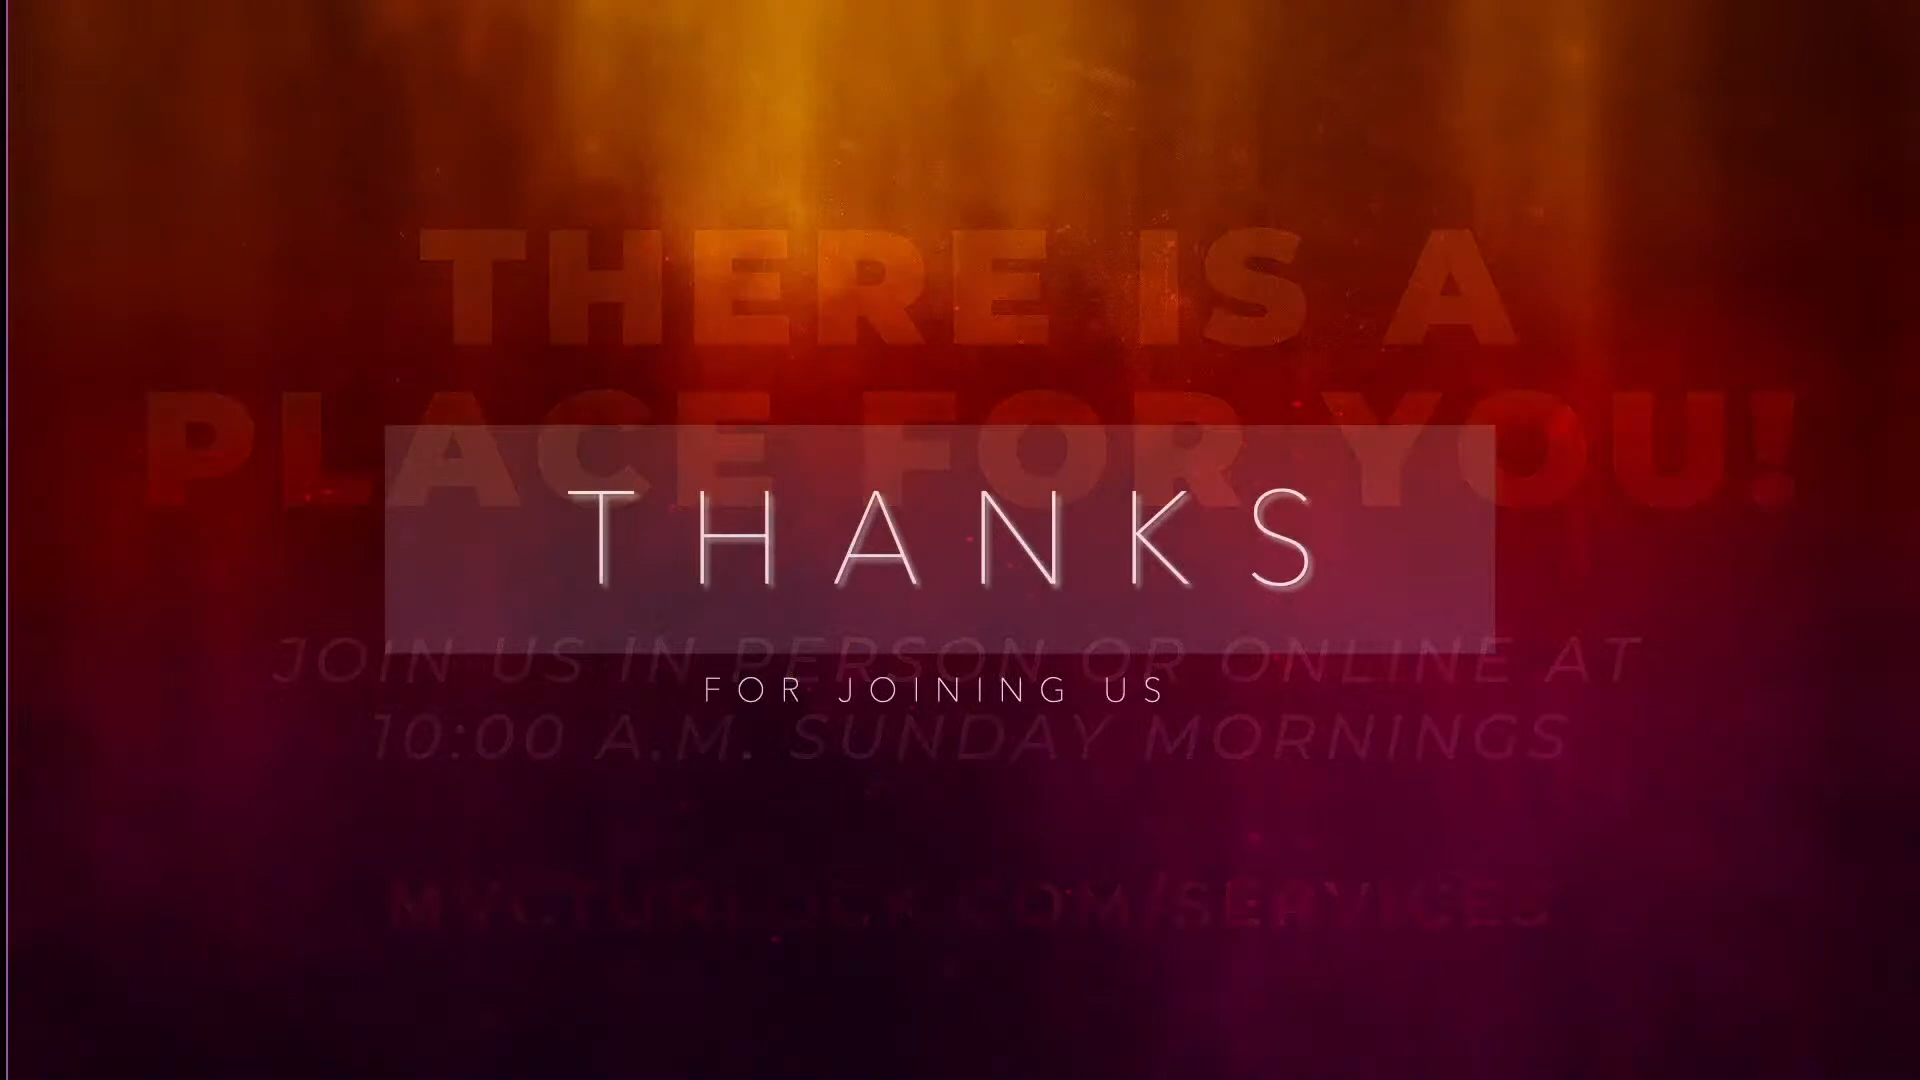 THERE IS A
PLACE FOR YOU!
THANKS
JOIN US IN PERSON OR ONLINE AT
FOR JOINING US
10:00 A.M. SUNDAY MORNINGS